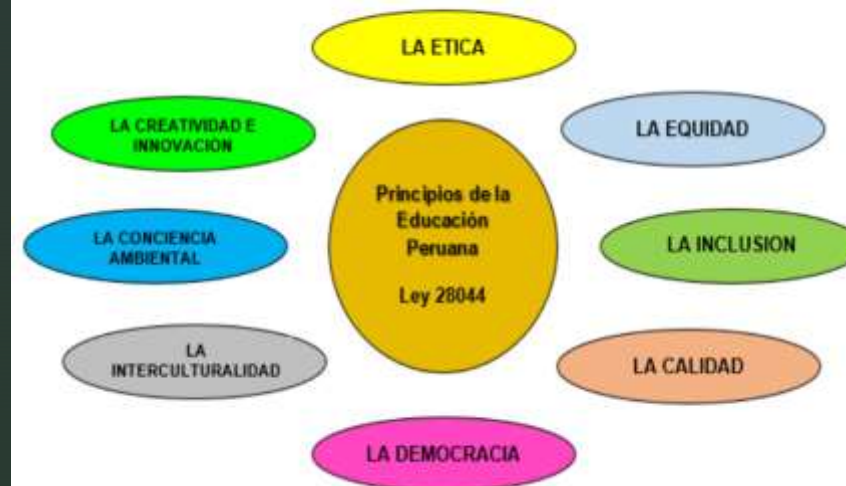 LA ETICA
LA CREATIVIDAD E
INNOVACION
LA EQUIDAD
Principios de la
Educación
Peruana
Ley 28044
LA CONCIENCIA
AMBIENTAL
LA INCLUSION
LA
INTERCULTURALIDAD
LA CALIDAD
LA DEMOCRACIA